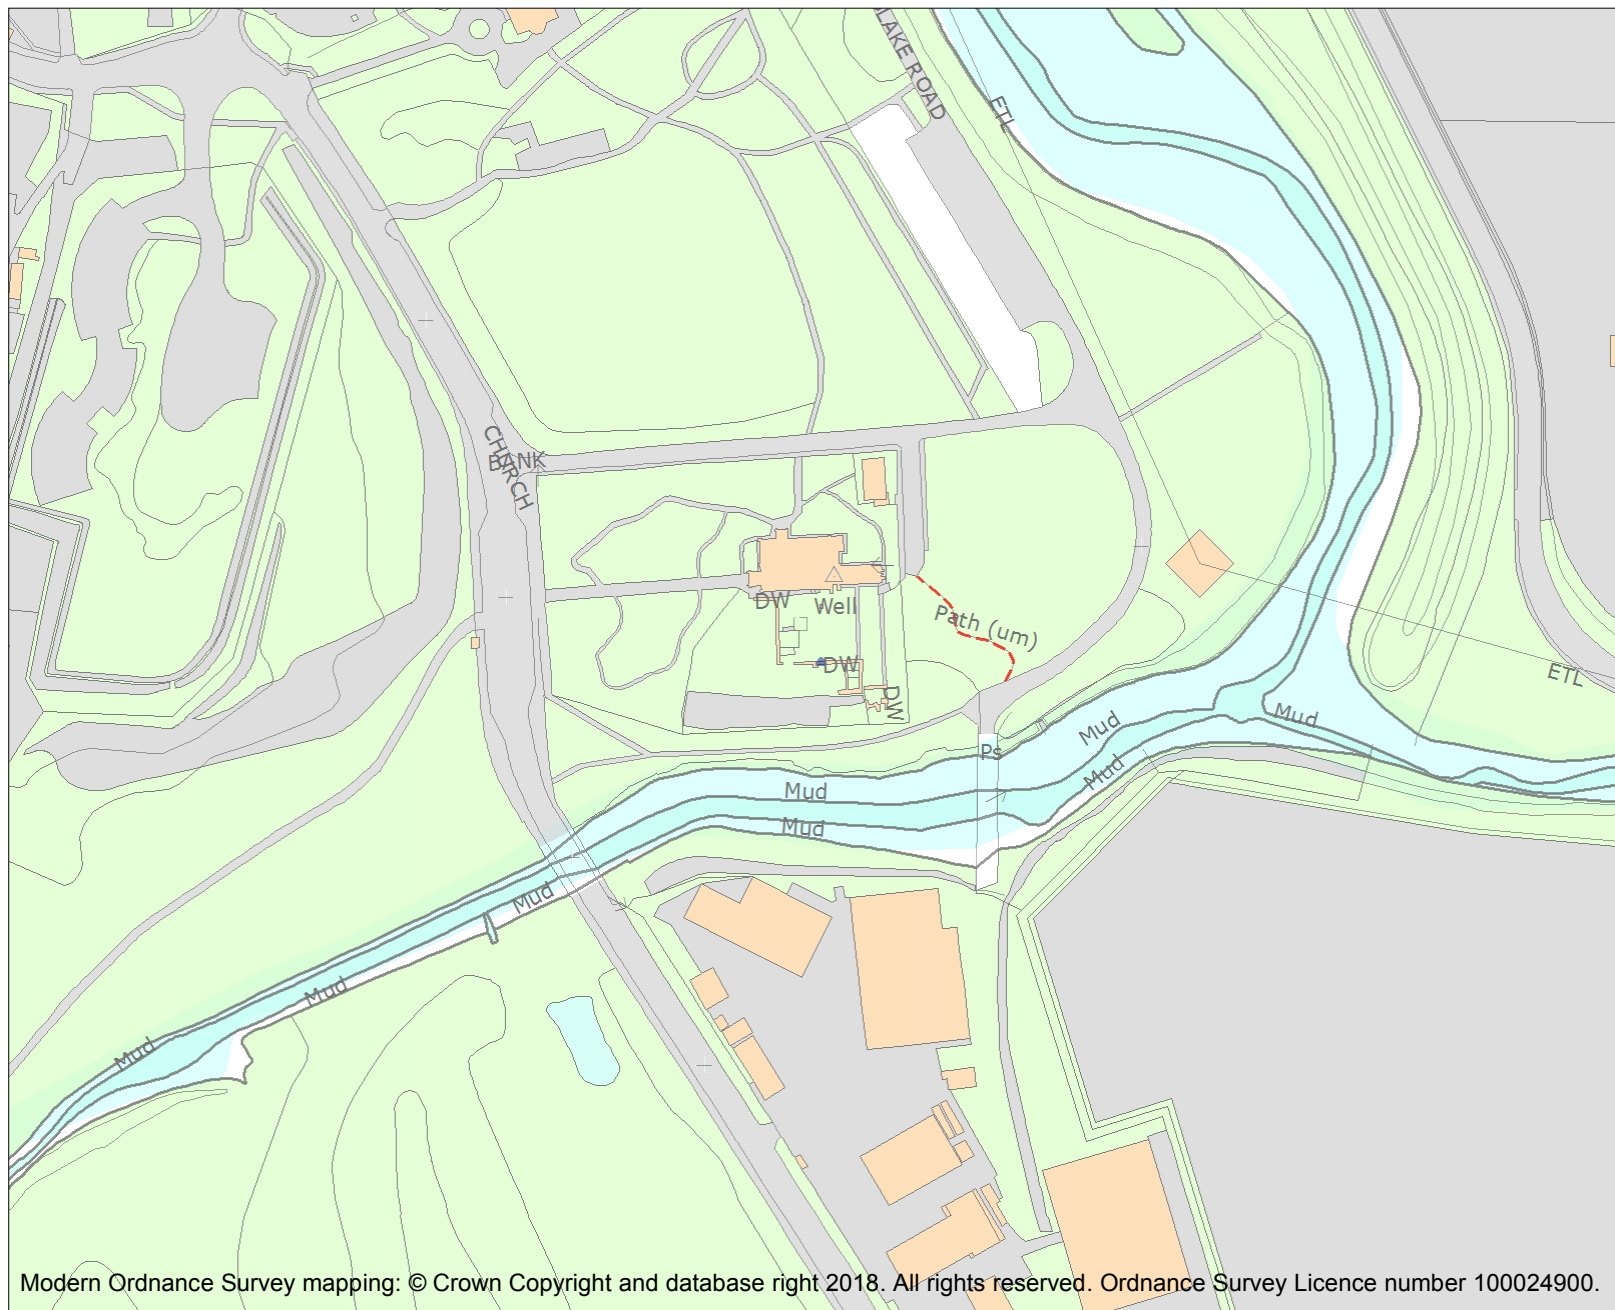 LAKE ROAD
ETL
CHURCH
BANK
DW
Well
Path (um)
DW
DW
ETL
Mud
Mud
Ps
Mud
Mud
Mud
Mud
Mud
Mud
Modern Ordnance Survey mapping: © Crown Copyright and database right 2018. All rights reserved. Ordnance Survey Licence number 100024900.